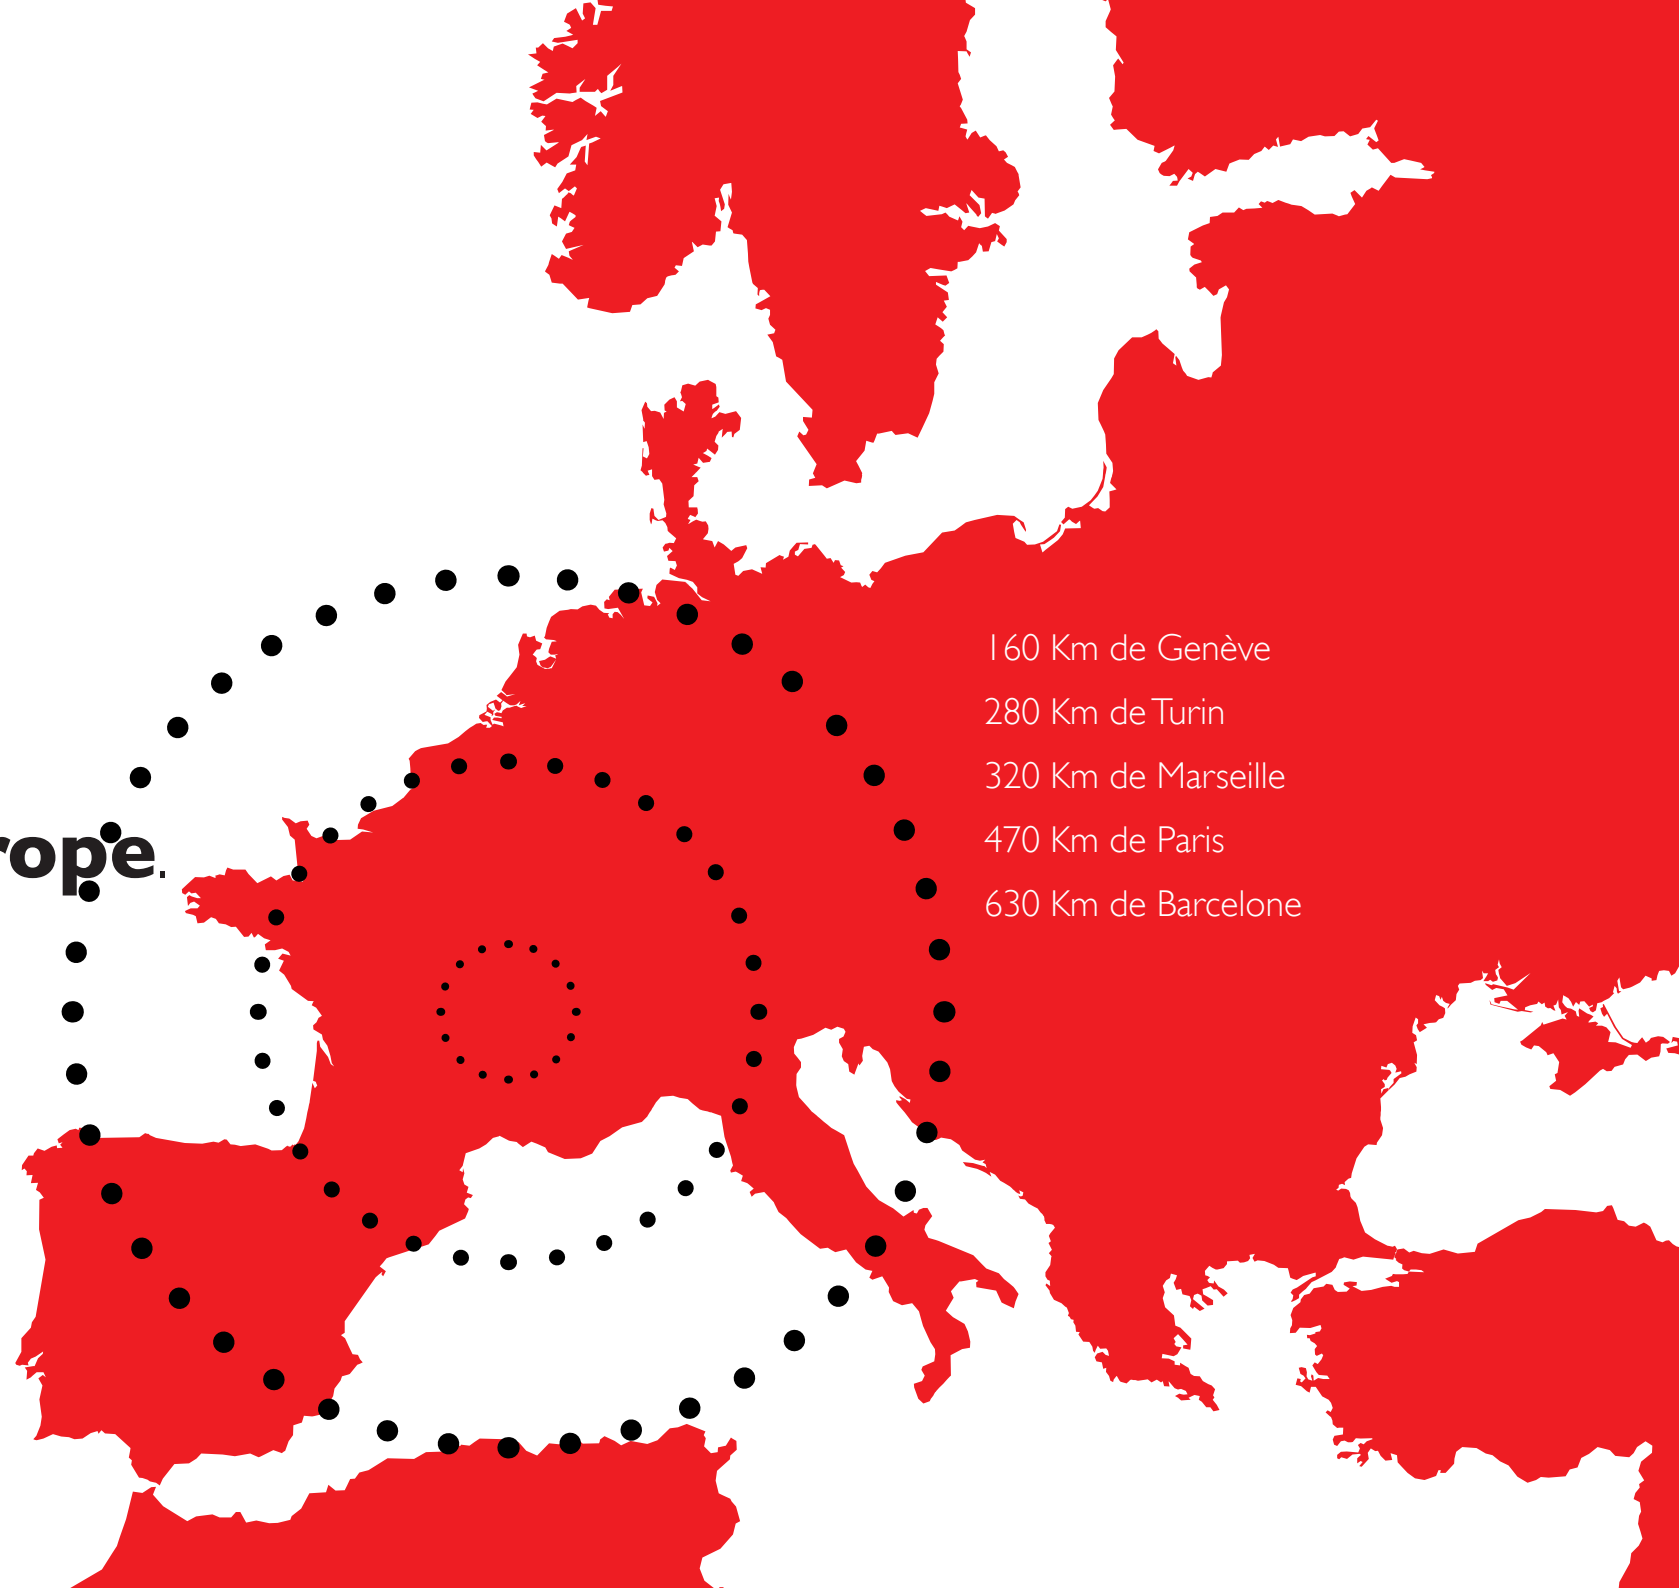 160 Km de Genève
280 Km de Turin
320 Km de Marseille
470 Km de Paris
630 Km de Barcelone
rope.